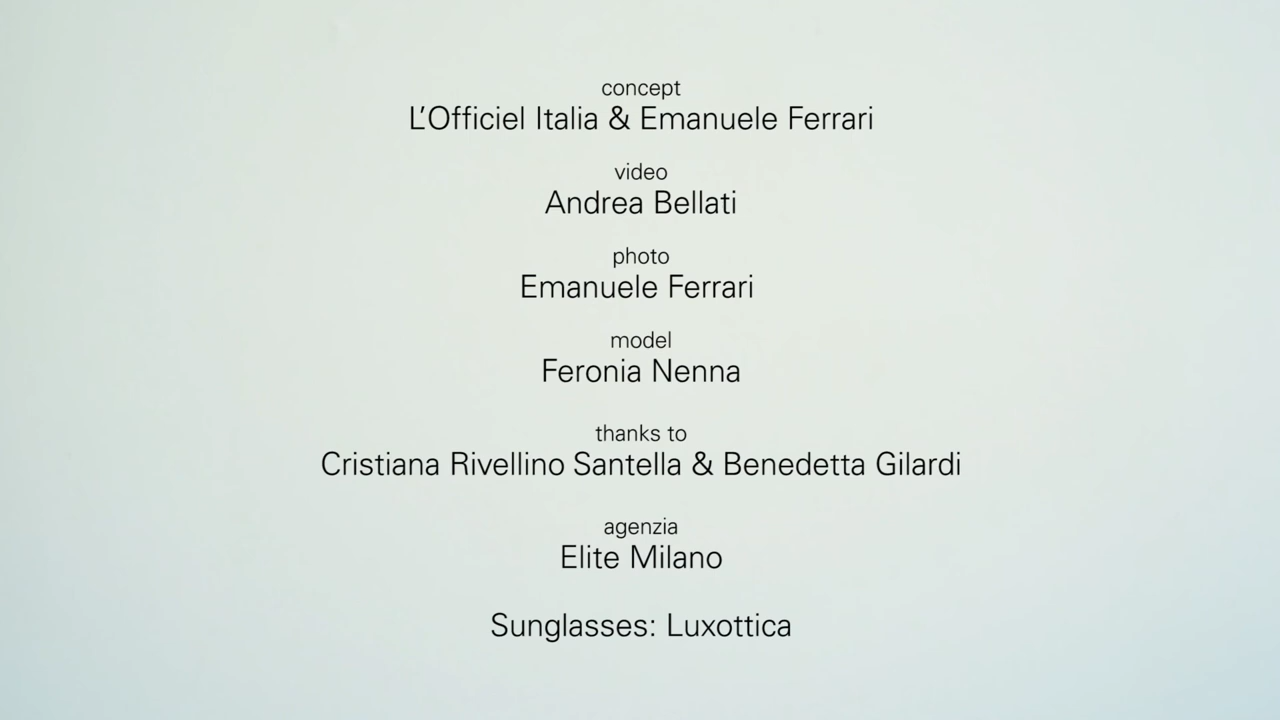 concept
L'Officiel Italia & Emanuele Ferrari
video
Andrea Bellati
photo
Emanuele Ferrari
model
Feronia Nenna
thanks to
Cristiana Rivellino Santella & Benedetta Gilardi
agenzia
Elite Milano
Sunglasses: Luxottica